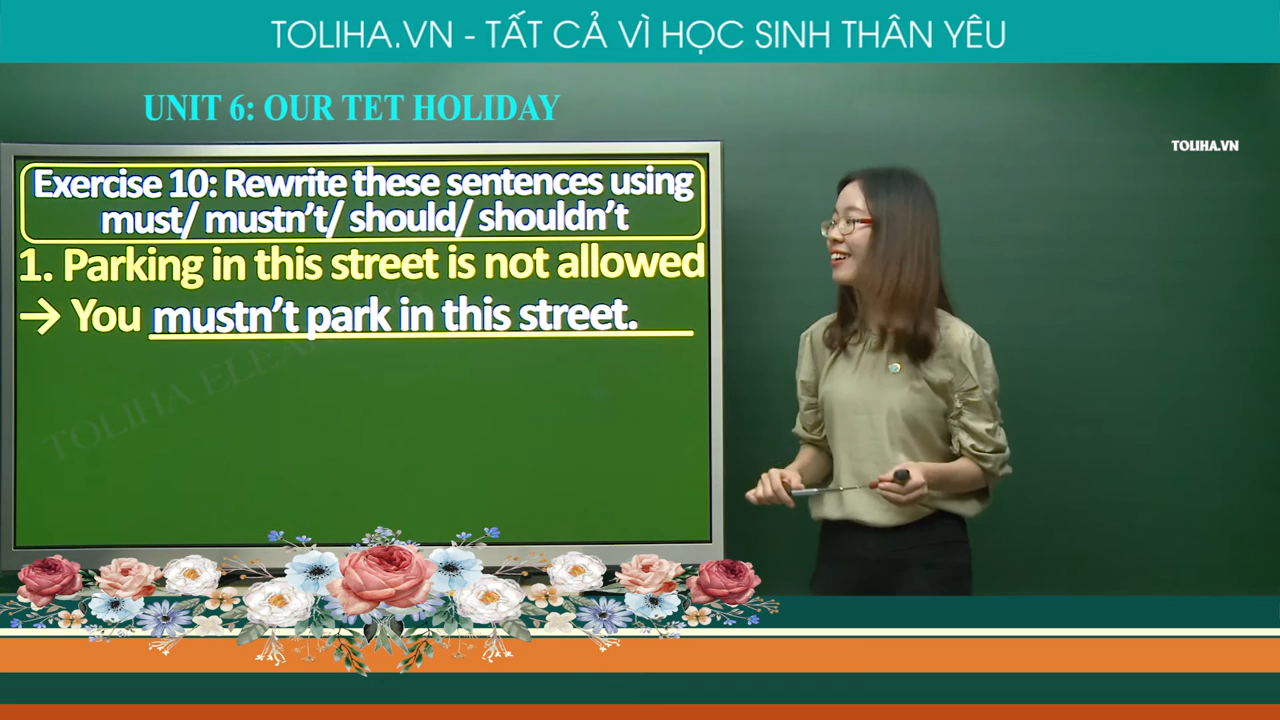 TOLIHA.VN - TẤT CẢ VÌ HỌC SINH THÂN YÊU
UNIT 6: OUR TET HOLIDAY
TOLIHA.VN
Exercise 10: Rewrite these sentences using
must/ mustn’t/ should/ shouldn’t
1. Parking in this street is not allowed
→ You mustn’t park in this street.
TOLIHA ELEARNING